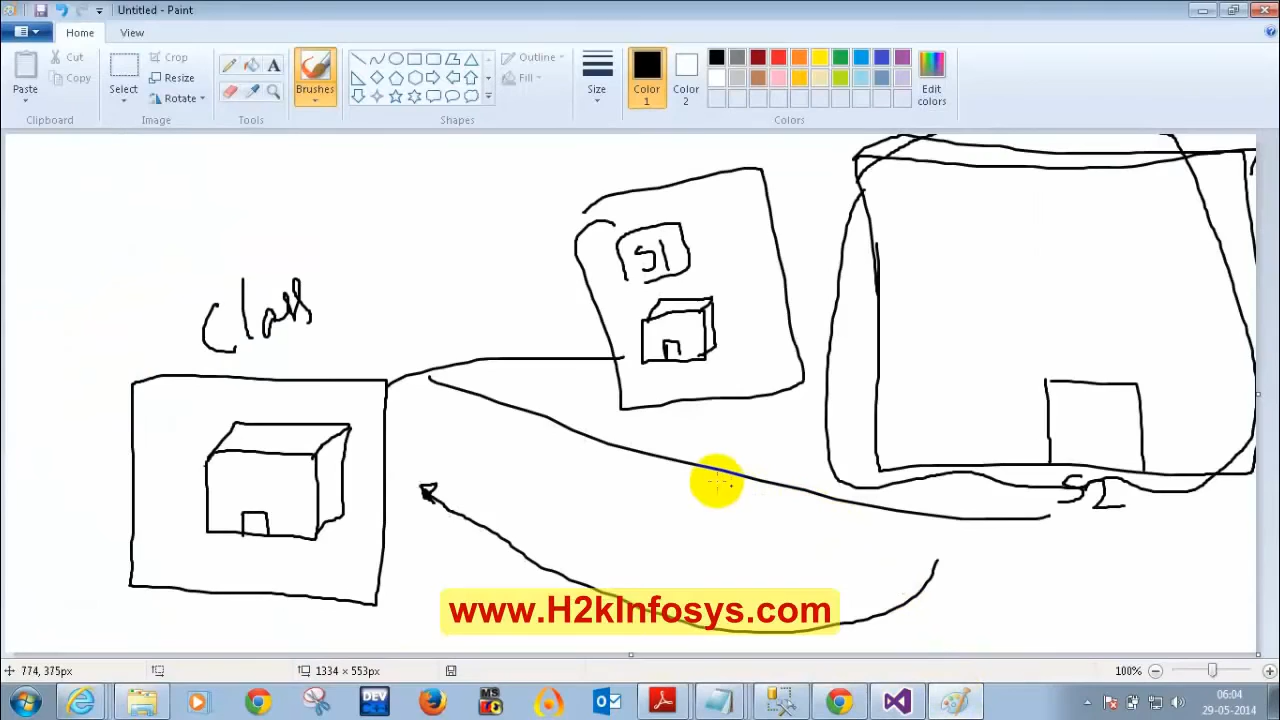 Untitled - Paint
Home
View
Paste
Cut
Copy
Clipboard
Select
Crop
Resize
Rotate
Image
Tools
Brushes
Shapes
Outline
Fill
Size
Color 1
Color 2
Edit colors
Colors
S1
Class
S2
www.H2kInfosys.com
774, 375px
1334 × 553px
100%
DEV
MS
06:04
29-05-2014